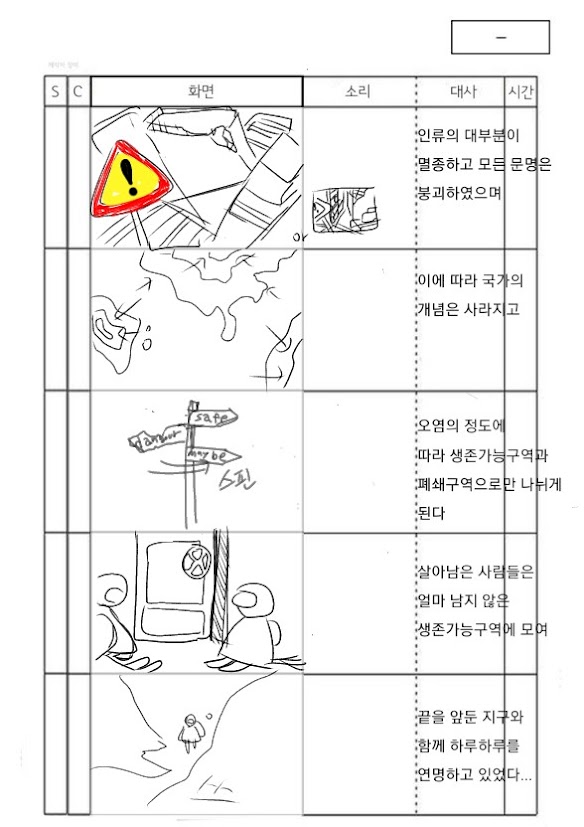 —
S C 화면 소리 대사 시간
인류의 대부분이
멸종하고 모든 문명은
붕괴하였으며
!
or
이에 따라 국가의
개념은 사라지고
safe
danger
maybe
스핀
오염의 정도에
따라 생존가능구역과
폐쇄구역으로만 나뉘게
된다
살아남은 사람들은
얼마 남지 않은
생존가능구역에 모여
끝을 앞둔 지구와
함께 하루하루를
연명하고 있었다...